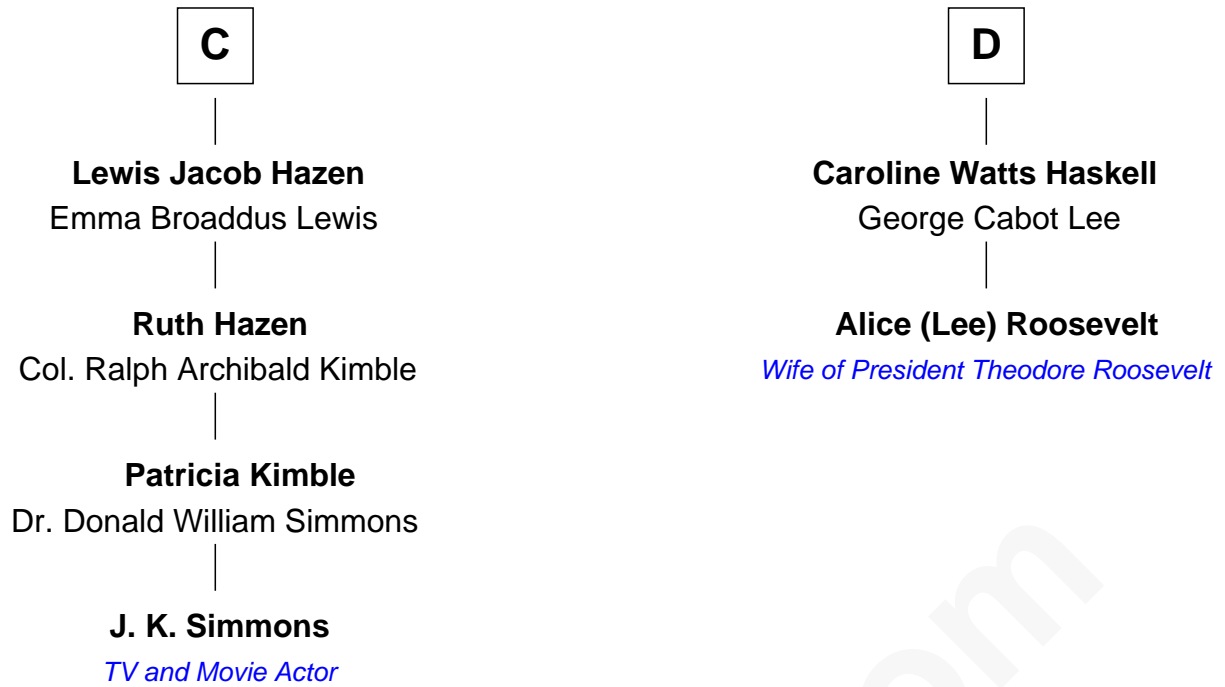 C
Lewis Jacob Hazen
Emma Broaddus Lewis
Ruth Hazen
Col. Ralph Archibald Kimble
Patricia Kimble
Dr. Donald William Simmons
J. K. Simmons
TV and Movie Actor
D
Caroline Watts Haskell
George Cabot Lee
Alice (Lee) Roosevelt
Wife of President Theodore Roosevelt
om